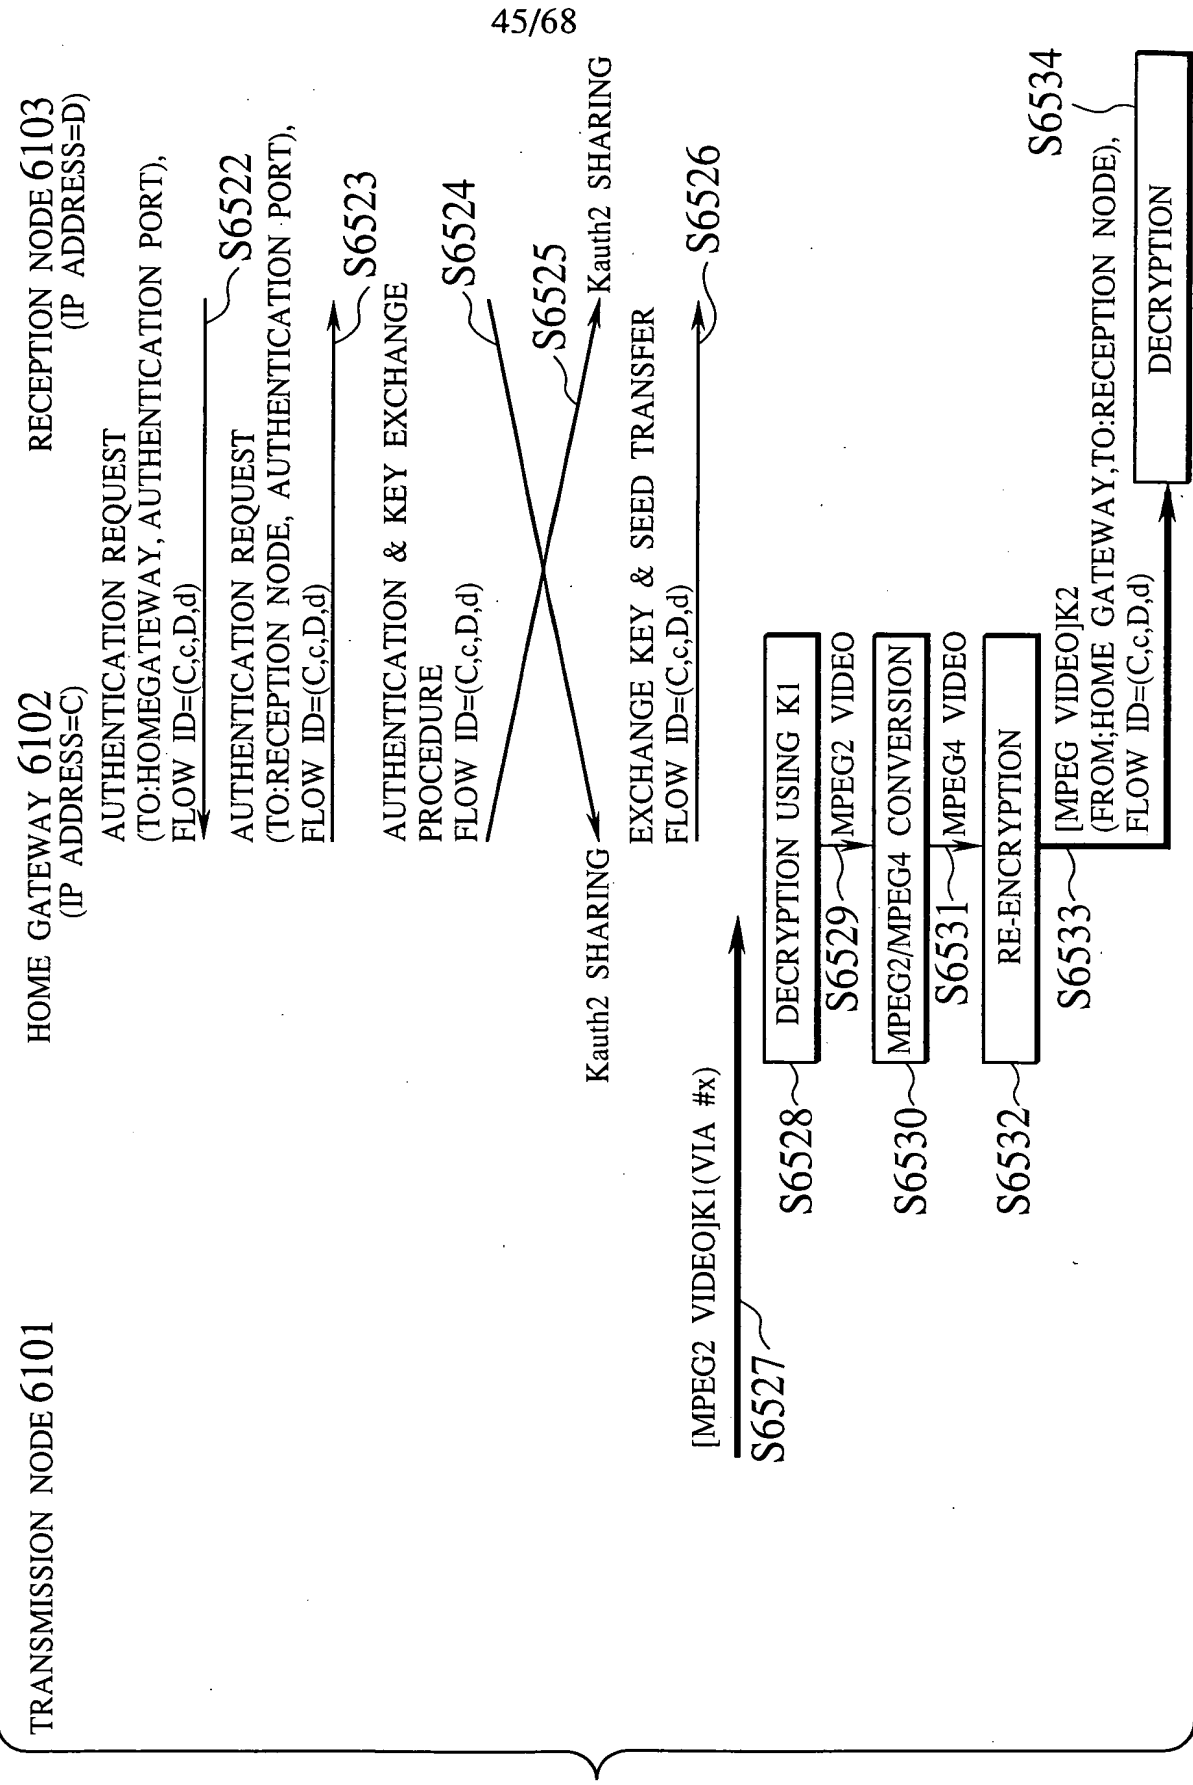 45/68
TRANSMISSION NODE 6101
HOME GATEWAY 6102
(IP ADDRESS=C)
RECEPTION NODE 6103
(IP ADDRESS=D)
AUTHENTICATION REQUEST
(TO:HOMEGATEWAY, AUTHENTICATION PORT),
FLOW ID=(C,c,D,d)
S6522
AUTHENTICATION REQUEST
(TO:RECEPTION NODE, AUTHENTICATION PORT),
FLOW ID=(C,c,D,d)
S6523
AUTHENTICATION & KEY EXCHANGE
PROCEDURE
FLOW ID=(C,c,D,d)
S6524
S6525
Kauth2 SHARING
Kauth2 SHARING
EXCHANGE KEY & SEED TRANSFER
FLOW ID=(C,c,D,d)
S6526
[MPEG2 VIDEO]K1(VIA #x)
S6527
DECRYPTION USING K1
S6528
S6529
MPEG2 VIDEO
MPEG2/MPEG4 CONVERSION
S6530
S6531
MPEG4 VIDEO
RE-ENCRYPTION
S6532
S6533
[MPEG VIDEO]K2
(FROM;HOME GATEWAY,TO:RECEPTION NODE),
FLOW ID=(C,c,D,d)
S6534
DECRYPTION